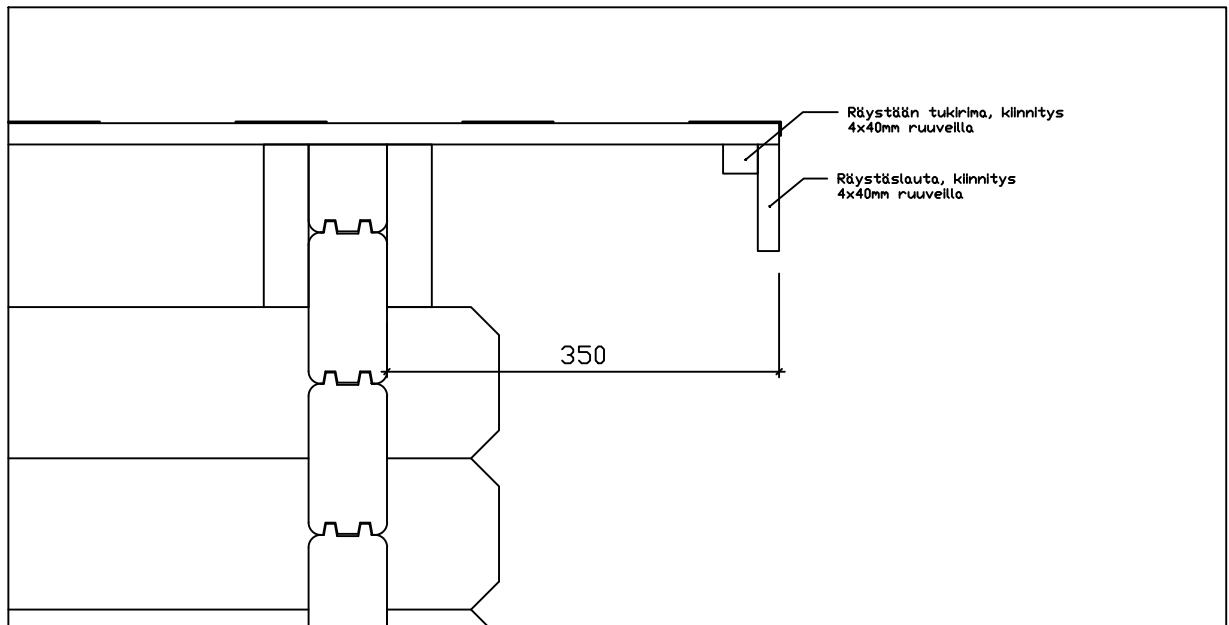 Räystään tukirima, kiinnitys
4x40mm ruuveilla
Räystäslauta, kiinnitys
4x40mm ruuveilla
350